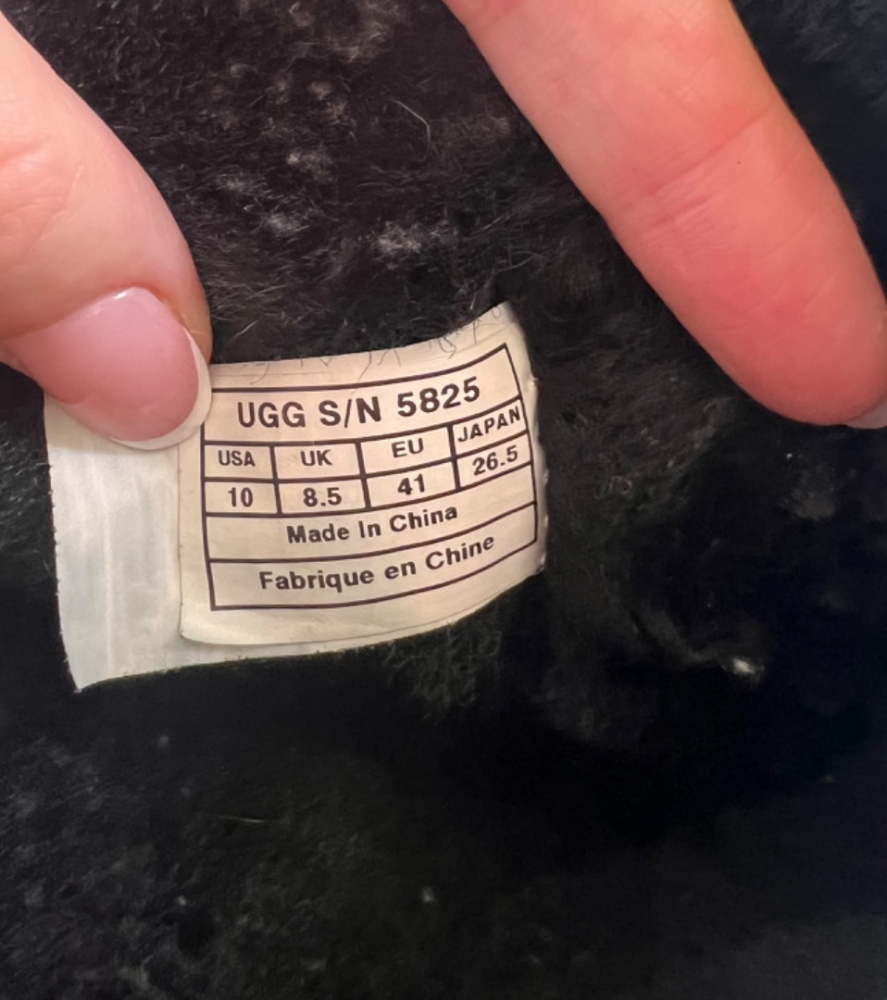 UGG S/N 5825
USA UK EU JAPAN
10 8.5 41 26.5
Made In China
Fabrique en Chine